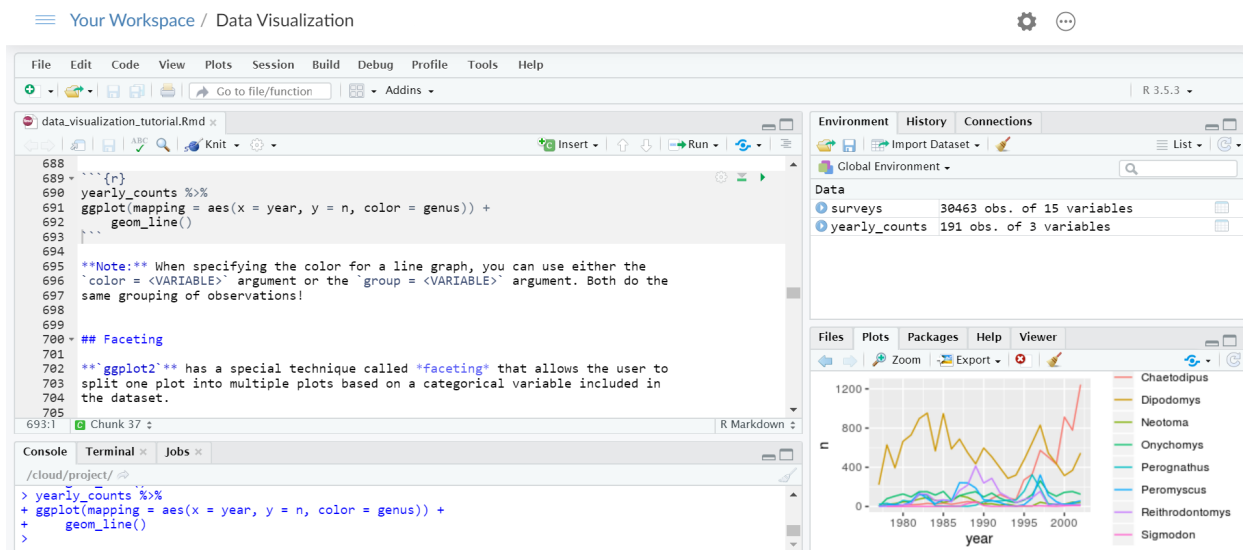 Your Workspace / Data Visualization
File Edit Code View Plots Session Build Debug Profile Tools Help
Go to file/function Addins R 3.5.3
data_visualization_tutorial.Rmd ×
ABC Knit Insert Run
688
689 ```{r}
690 yearly_counts %>%
691 ggplot(mapping = aes(x = year, y = n, color = genus)) +
692     geom_line()
693 ```
694
695 **Note:** When specifying the color for a line graph, you can use either the
696 `color = <VARIABLE>` argument or the `group = <VARIABLE>` argument. Both do the
697 same grouping of observations!
698
699
700 ## Faceting
701
702 **`ggplot2`** has a special technique called *faceting* that allows the user to
703 split one plot into multiple plots based on a categorical variable included in
704 the dataset.
705
693:1 C Chunk 37 R Markdown
Console Terminal × Jobs ×
/cloud/project/
> yearly_counts %>%
+ ggplot(mapping = aes(x = year, y = n, color = genus)) +
+     geom_line()
>
Environment History Connections
Import Dataset List
Global Environment
Data
surveys 30463 obs. of 15 variables
yearly_counts 191 obs. of 3 variables
Files Plots Packages Help Viewer
Zoom Export
1200
800
400
0
n
1980 1985 1990 1995 2000
year
Chaetodipus
Dipodomys
Neotoma
Onychomys
Perognathus
Peromyscus
Reithrodontomys
Sigmodon